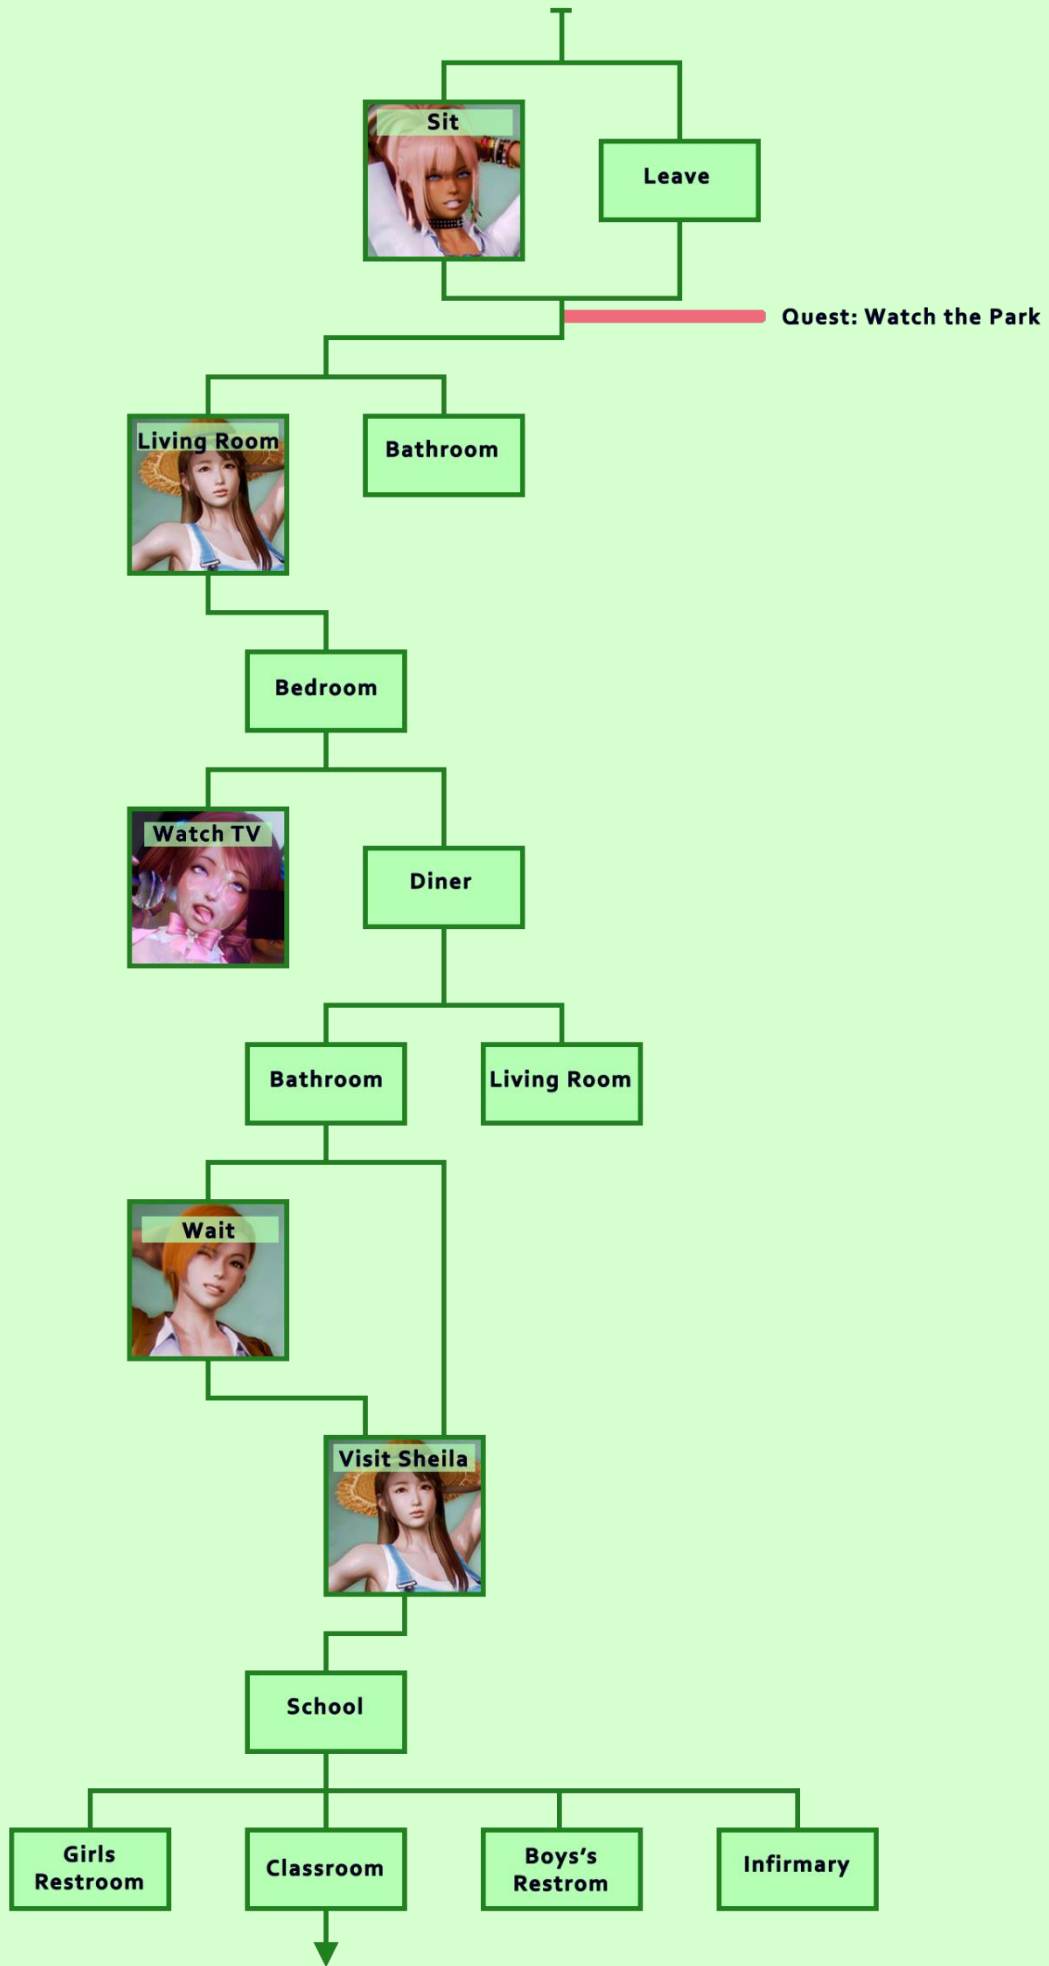 Sit
Leave
Quest: Watch the Park
Living Room
Bathroom
Bedroom
Watch TV
Diner
Bathroom
Living Room
Wait
Visit Sheila
School
Girls
Restroom
Classroom
Boys's
Restrom
Infirmary